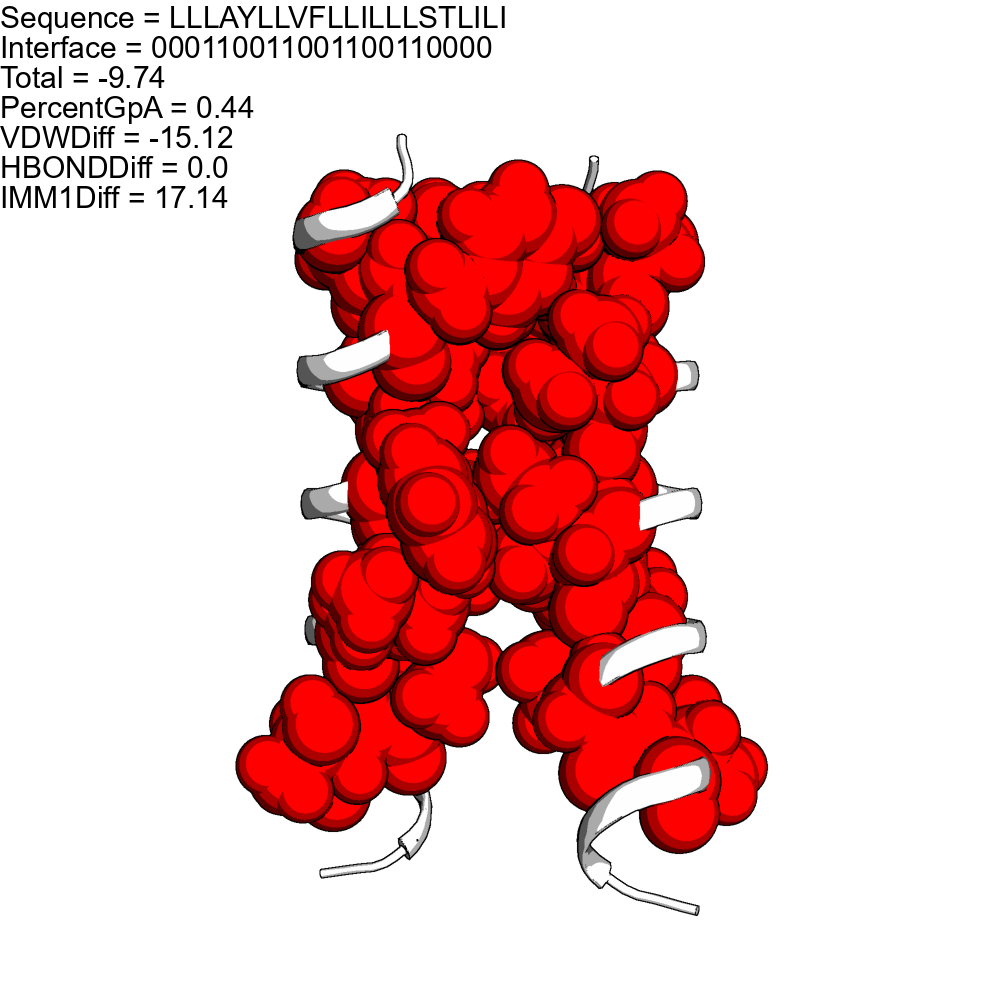 Sequence = LLLAYLLVFLLILLLSTLILI
Interface = 000110011001100110000
Total = -9.74
PercentGpA = 0.44
VDWDiff = -15.12
HBONDDiff = 0.0
IMM1Diff = 17.14